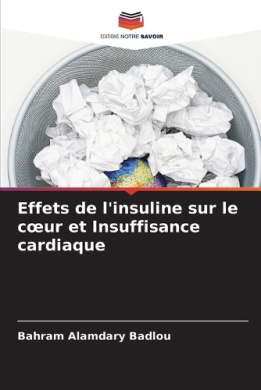 EDITIONS NOTRE SAVOIR
Effets de l'insuline sur le
cœur et Insuffisance
cardiaque
Bahram Alamdary Badlou